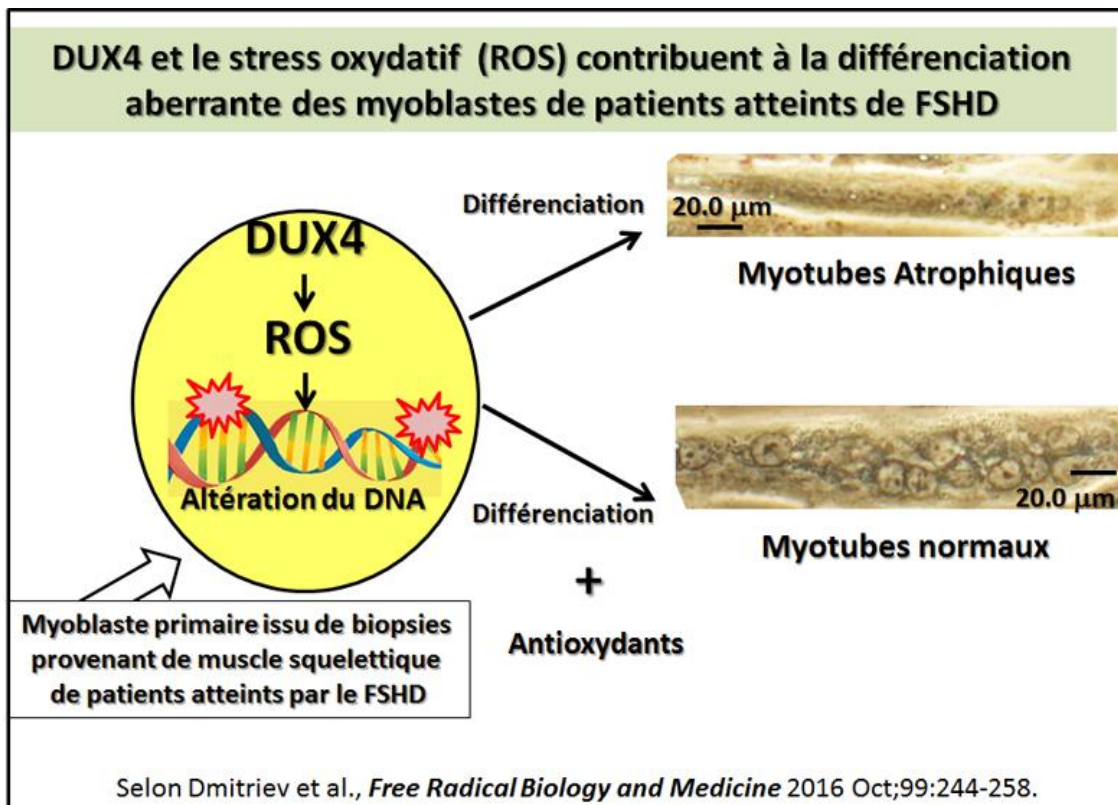 DUX4 et le stress oxydatif (ROS) contribuent à la différenciation
aberrante des myoblastes de patients atteints de FSHD
DUX4
ROS
Altération du DNA
Différenciation
20.0 μm
Myotubes Atrophiques
Différenciation
+
Antioxydants
20.0 μm
Myotubes normaux
Myoblaste primaire issu de biopsies
provenant de muscle squelettique
de patients atteints par le FSHD
Selon Dmitriev et al., Free Radical Biology and Medicine 2016 Oct;99:244-258.